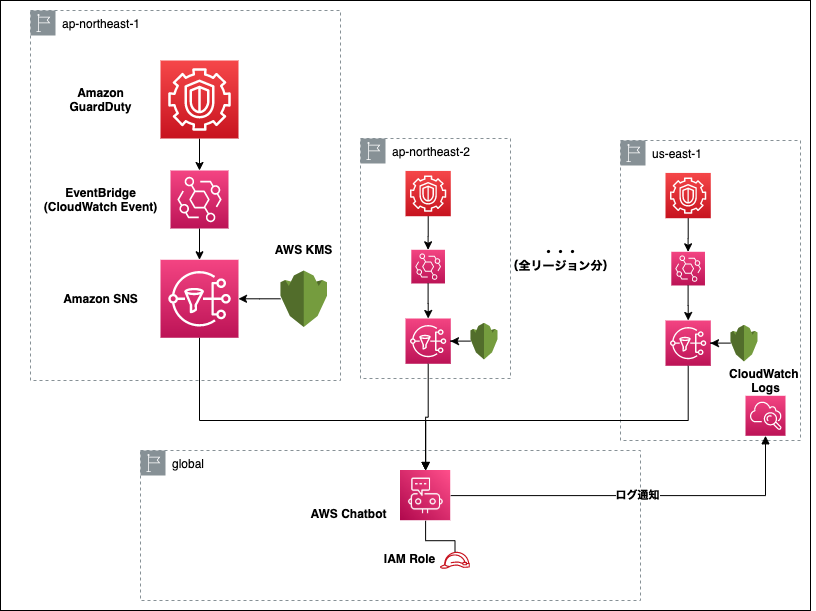 ap-northeast-1
Amazon
GuardDuty
EventBridge
(CloudWatch Event)
AWS KMS
Amazon SNS
ap-northeast-2
・・・
（全リージョン分）
us-east-1
CloudWatch
Logs
global
AWS Chatbot
ログ通知
IAM Role